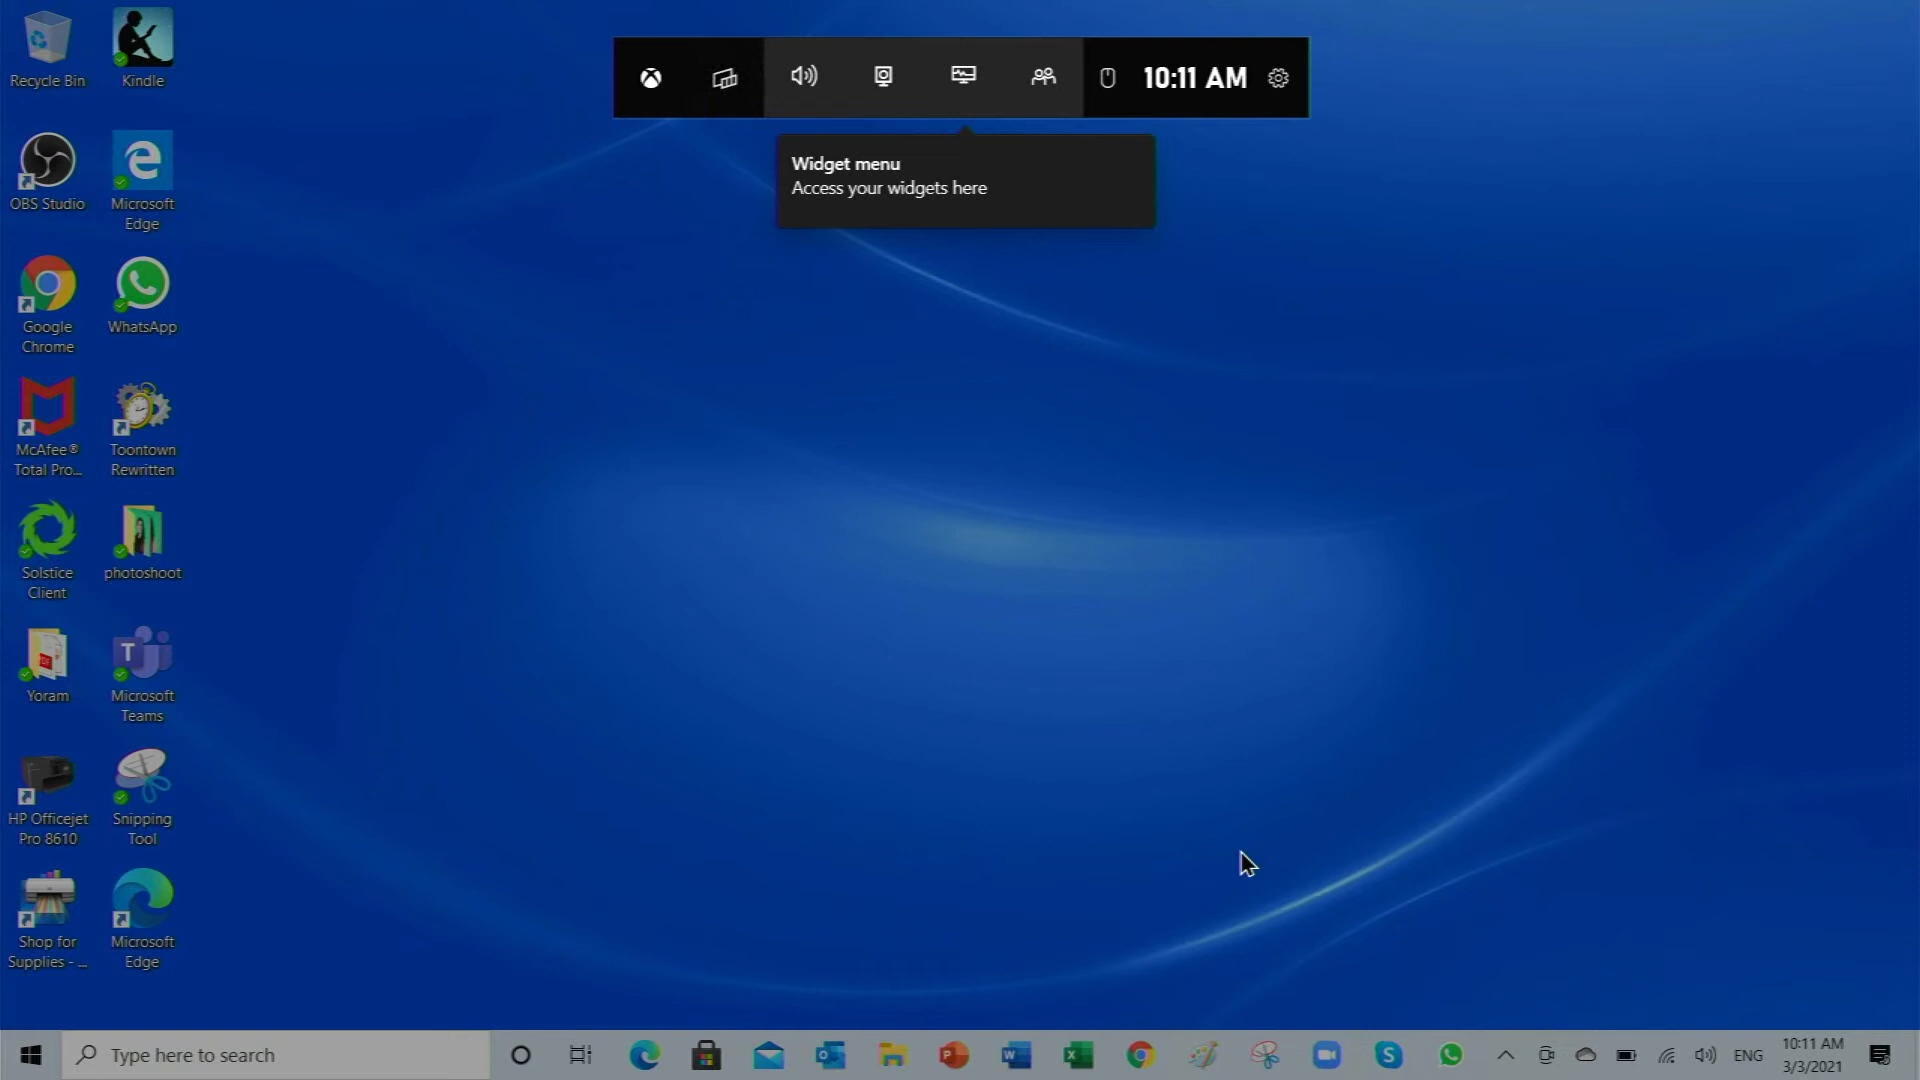 10:11 AM
Widget menu
Access your widgets here
Recycle Bin
Kindle
OBS Studio
Microsoft
Edge
Google
Chrome
WhatsApp
McAfee®
Total Pro...
Toontown
Rewritten
Solstice
Client
photoshoot
Yoram
Microsoft
Teams
HP Officejet
Pro 8610
Snipping
Tool
Shop for
Supplies - ...
Microsoft
Edge
Type here to search
ENG
10:11 AM
3/3/2021